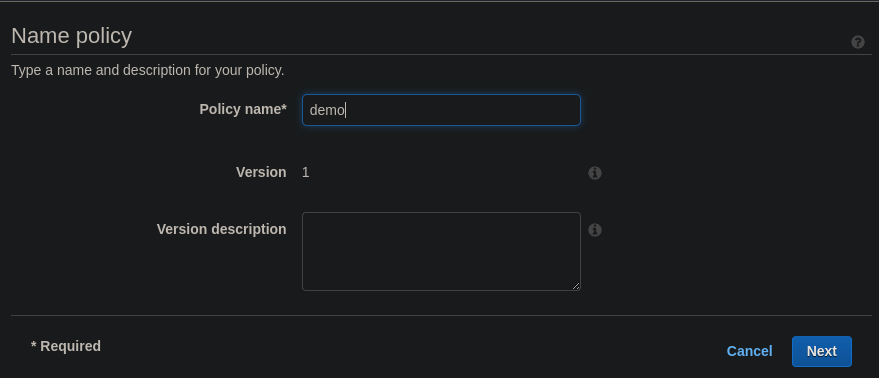 Name policy
Type a name and description for your policy.
Policy name* demo
Version 1
Version description
* Required
Cancel Next